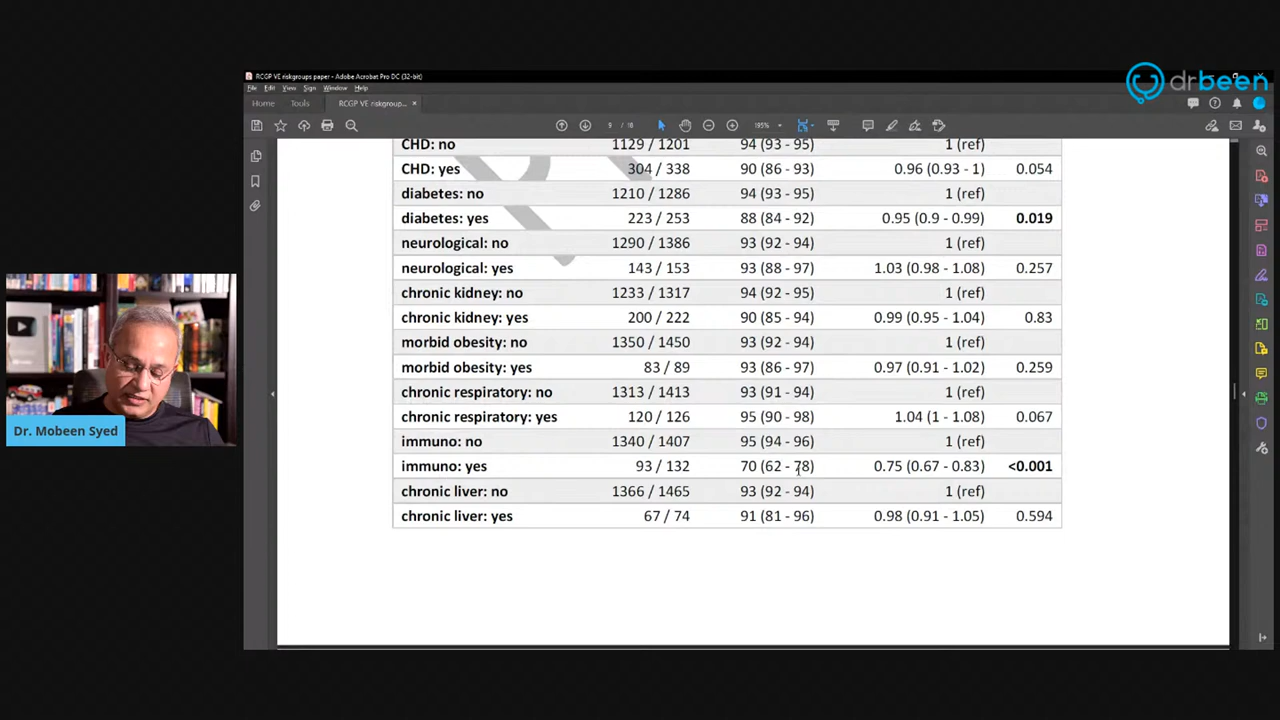 drbeen
RCGP VE riskgroups paper - Adobe Acrobat Pro DC (32-bit)
File Edit View Sign Window Help
Home Tools RCGP VE riskgroup... ×
9 / 18 195%
CHD: no 1129 / 1201 94 (93 - 95) 1 (ref)
CHD: yes 304 / 338 90 (86 - 93) 0.96 (0.93 - 1) 0.054
diabetes: no 1210 / 1286 94 (93 - 95) 1 (ref)
diabetes: yes 223 / 253 88 (84 - 92) 0.95 (0.9 - 0.99) 0.019
neurological: no 1290 / 1386 93 (92 - 94) 1 (ref)
neurological: yes 143 / 153 93 (88 - 97) 1.03 (0.98 - 1.08) 0.257
chronic kidney: no 1233 / 1317 94 (92 - 95) 1 (ref)
chronic kidney: yes 200 / 222 90 (85 - 94) 0.99 (0.95 - 1.04) 0.83
morbid obesity: no 1350 / 1450 93 (92 - 94) 1 (ref)
morbid obesity: yes 83 / 89 93 (86 - 97) 0.97 (0.91 - 1.02) 0.259
chronic respiratory: no 1313 / 1413 93 (91 - 94) 1 (ref)
chronic respiratory: yes 120 / 126 95 (90 - 98) 1.04 (1 - 1.08) 0.067
immuno: no 1340 / 1407 95 (94 - 96) 1 (ref)
immuno: yes 93 / 132 70 (62 - 78) 0.75 (0.67 - 0.83) <0.001
chronic liver: no 1366 / 1465 93 (92 - 94) 1 (ref)
chronic liver: yes 67 / 74 91 (81 - 96) 0.98 (0.91 - 1.05) 0.594
Dr. Mobeen Syed